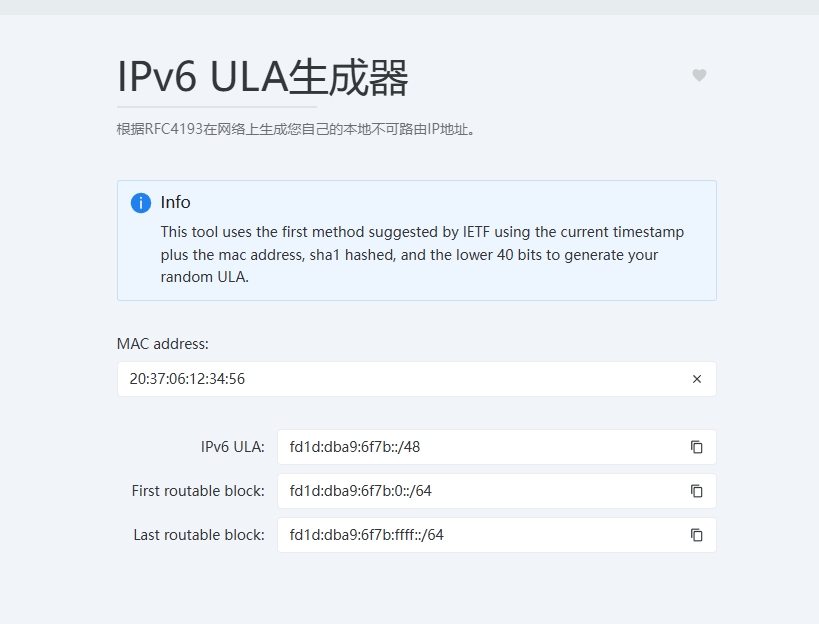 IPv6 ULA生成器
根据RFC4193在网络上生成您自己的本地不可路由IP地址。
Info
This tool uses the first method suggested by IETF using the current timestamp
plus the mac address, sha1 hashed, and the lower 40 bits to generate your
random ULA.
MAC address:
20:37:06:12:34:56
IPv6 ULA: fd1d:dba9:6f7b::/48
First routable block: fd1d:dba9:6f7b:0::/64
Last routable block: fd1d:dba9:6f7b:ffff::/64